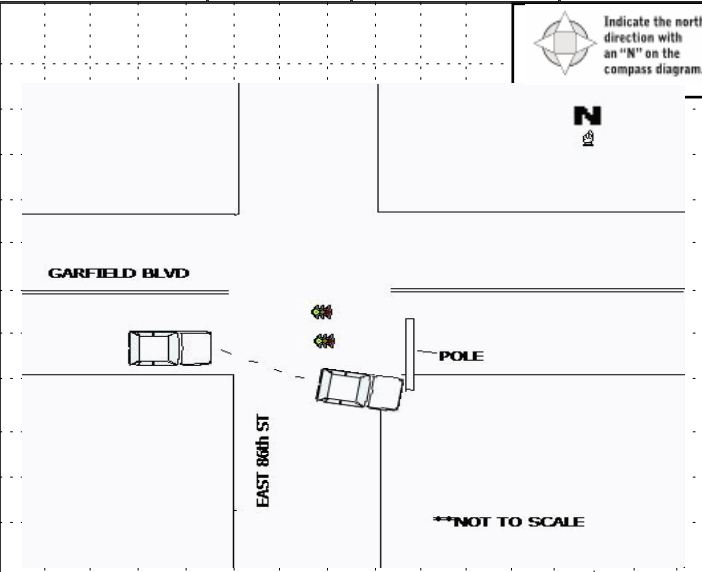 Indicate the north
direction with
an “N” on the
compass diagram.
N
GARFIELD BLVD
POLE
EAST 86th ST
**NOT TO SCALE